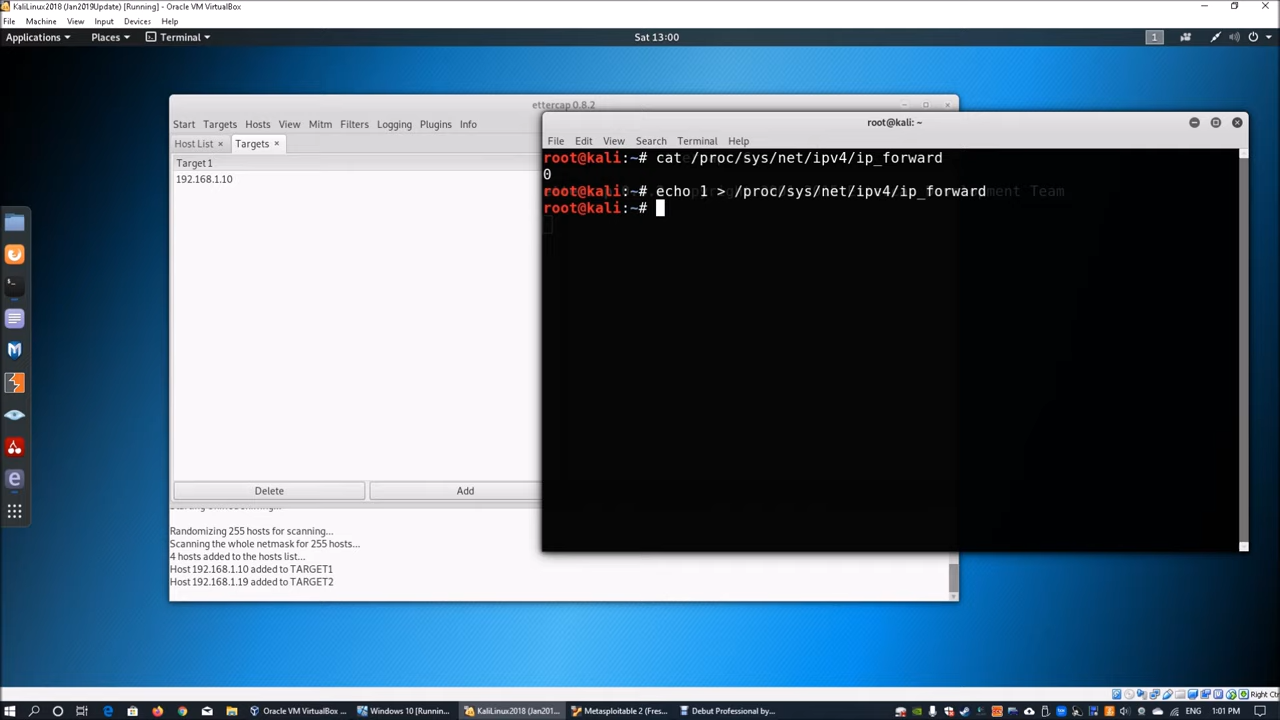 KaliLinux2018 (Jan2019Update) [Running] - Oracle VM VirtualBox
File Machine View Input Devices Help
Applications Places Terminal Sat 13:00 1
ettercap 0.8.2
Start Targets Hosts View Mitm Filters Logging Plugins Info
Host List × Targets ×
Target 1
192.168.1.10
Delete Add
Randomizing 255 hosts for scanning...
Scanning the whole netmask for 255 hosts...
4 hosts added to the hosts list...
Host 192.168.1.10 added to TARGET1
Host 192.168.1.19 added to TARGET2
root@kali: ~
File Edit View Search Terminal Help
root@kali:~# cat /proc/sys/net/ipv4/ip_forward
0
root@kali:~# echo 1 > /proc/sys/net/ipv4/ip_forward
root@kali:~#
Team
Right Ctrl
Oracle VM VirtualBox ... Windows 10 [Runnin... KaliLinux2018 (Jan201... Metasploitable 2 (Fres... Debut Professional by... ENG 1:01 PM